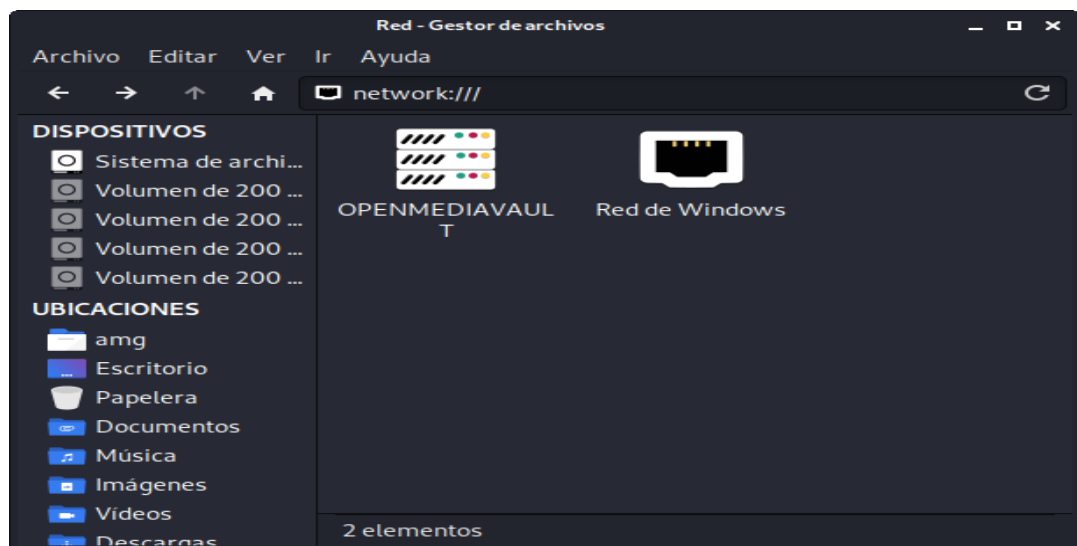 Red - Gestor de archivos
Archivo Editar Ver Ir Ayuda
network:///
DISPOSITIVOS
Sistema de archi...
Volumen de 200 ...
Volumen de 200 ...
Volumen de 200 ...
Volumen de 200 ...
UBICACIONES
amg
Escritorio
Papelera
Documentos
Música
Imágenes
Vídeos
Descargas
OPENMEDIAVAUL
T
Red de Windows
2 elementos